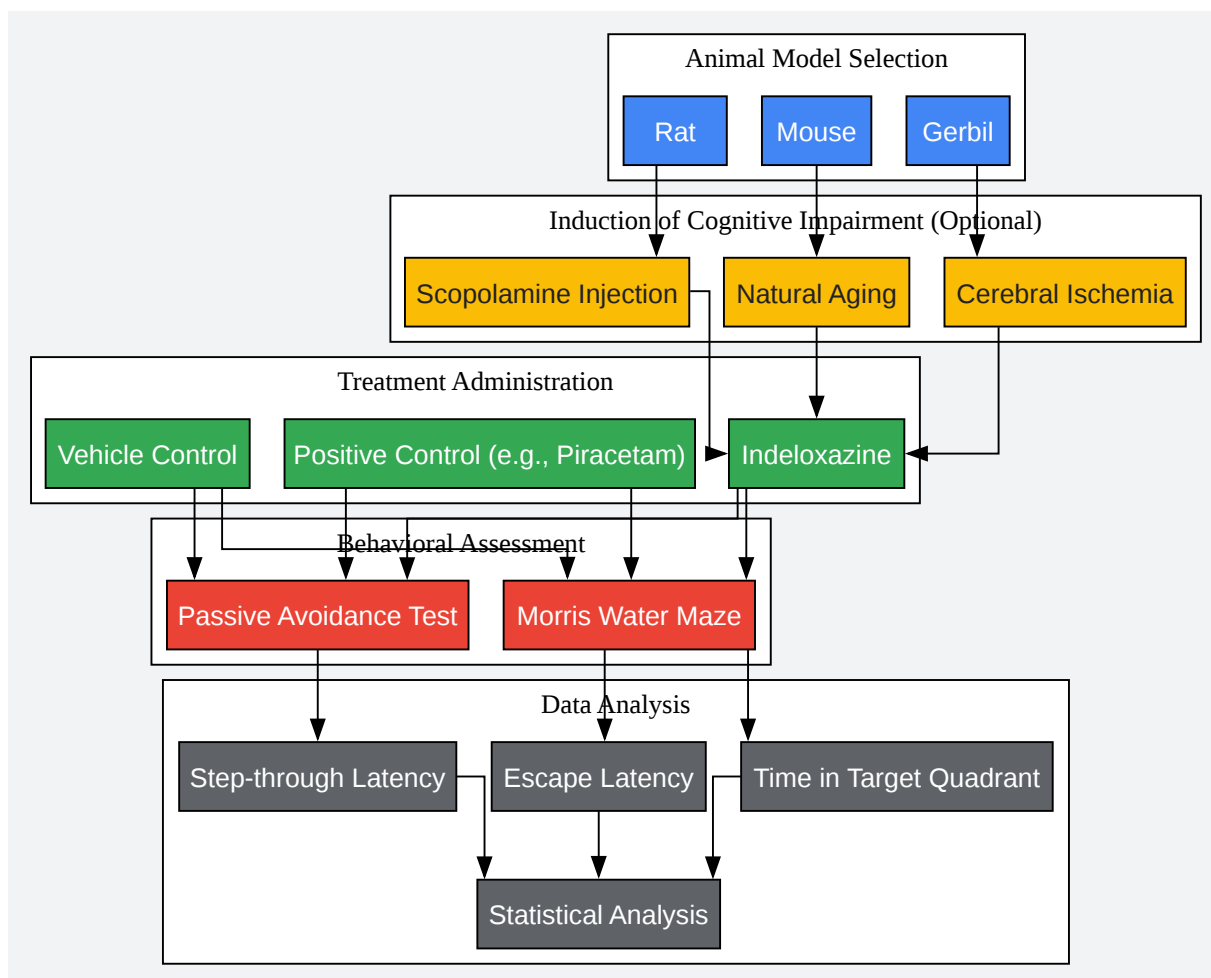 Animal Model Selection
Rat
Mouse
Gerbil
Induction of Cognitive Impairment (Optional)
Scopolamine Injection
Natural Aging
Cerebral Ischemia
Treatment Administration
Vehicle Control
Positive Control (e.g., Piracetam)
Indeloxazine
Behavioral Assessment
Passive Avoidance Test
Morris Water Maze
Data Analysis
Step-through Latency
Escape Latency
Time in Target Quadrant
Statistical Analysis